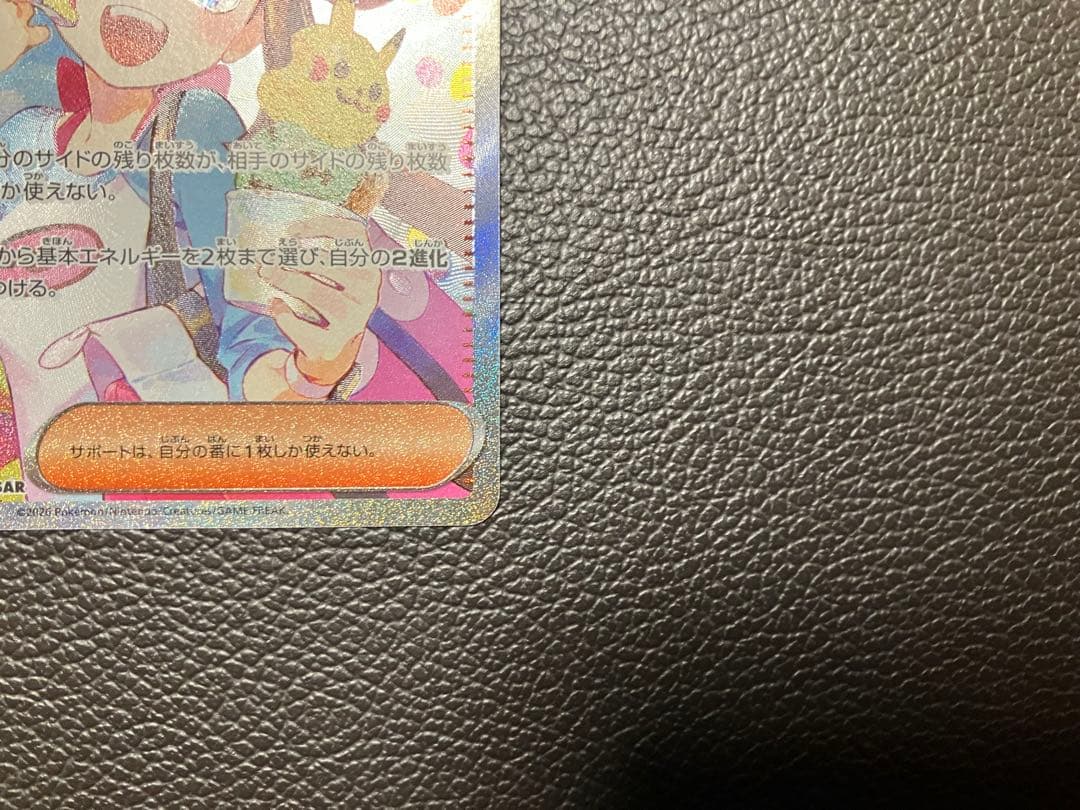 分のサイドの残り枚数が、相手のサイドの残り枚数
か使えない。
から基本エネルギーを2枚まで選び、自分の2進化
つける。
サポートは、自分の番に1枚しか使えない。
SAR
©2026 Pokémon/Nintendo/Creatures/GAME FREAK.